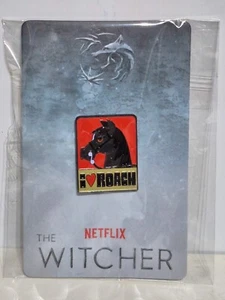 I ♥ ROACH
NETFLIX
THE WITCHER